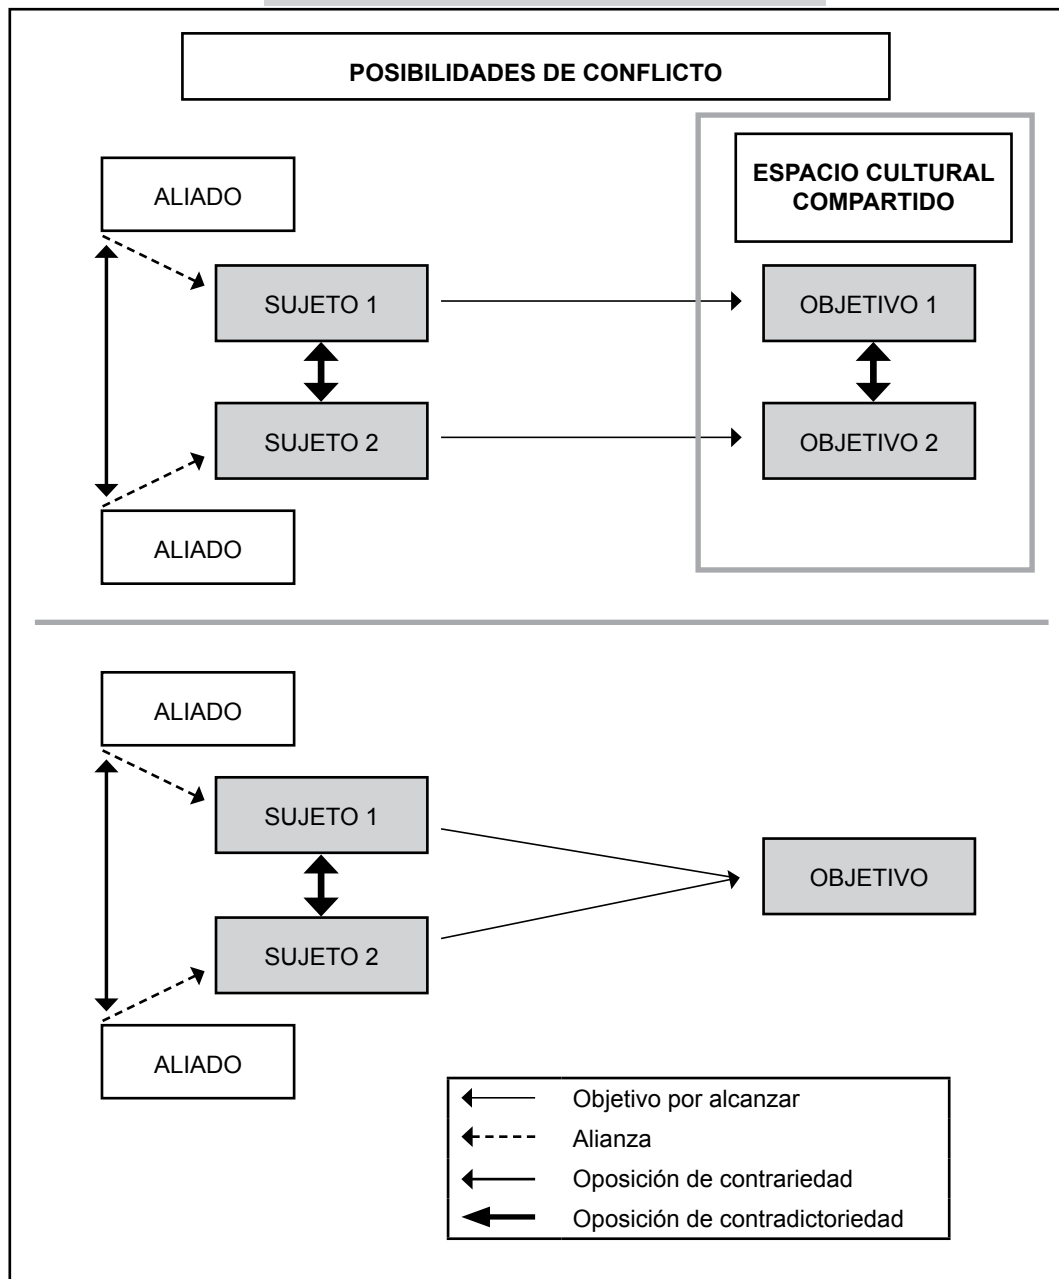 POSIBILIDADES DE CONFLICTO
ESPACIO CULTURAL
COMPARTIDO
ALIADO
SUJETO 1
OBJETIVO 1
SUJETO 2
OBJETIVO 2
ALIADO
ALIADO
SUJETO 1
OBJETIVO
SUJETO 2
ALIADO
Objetivo por alcanzar
Alianza
Oposición de contrariedad
Oposición de contradictoriedad